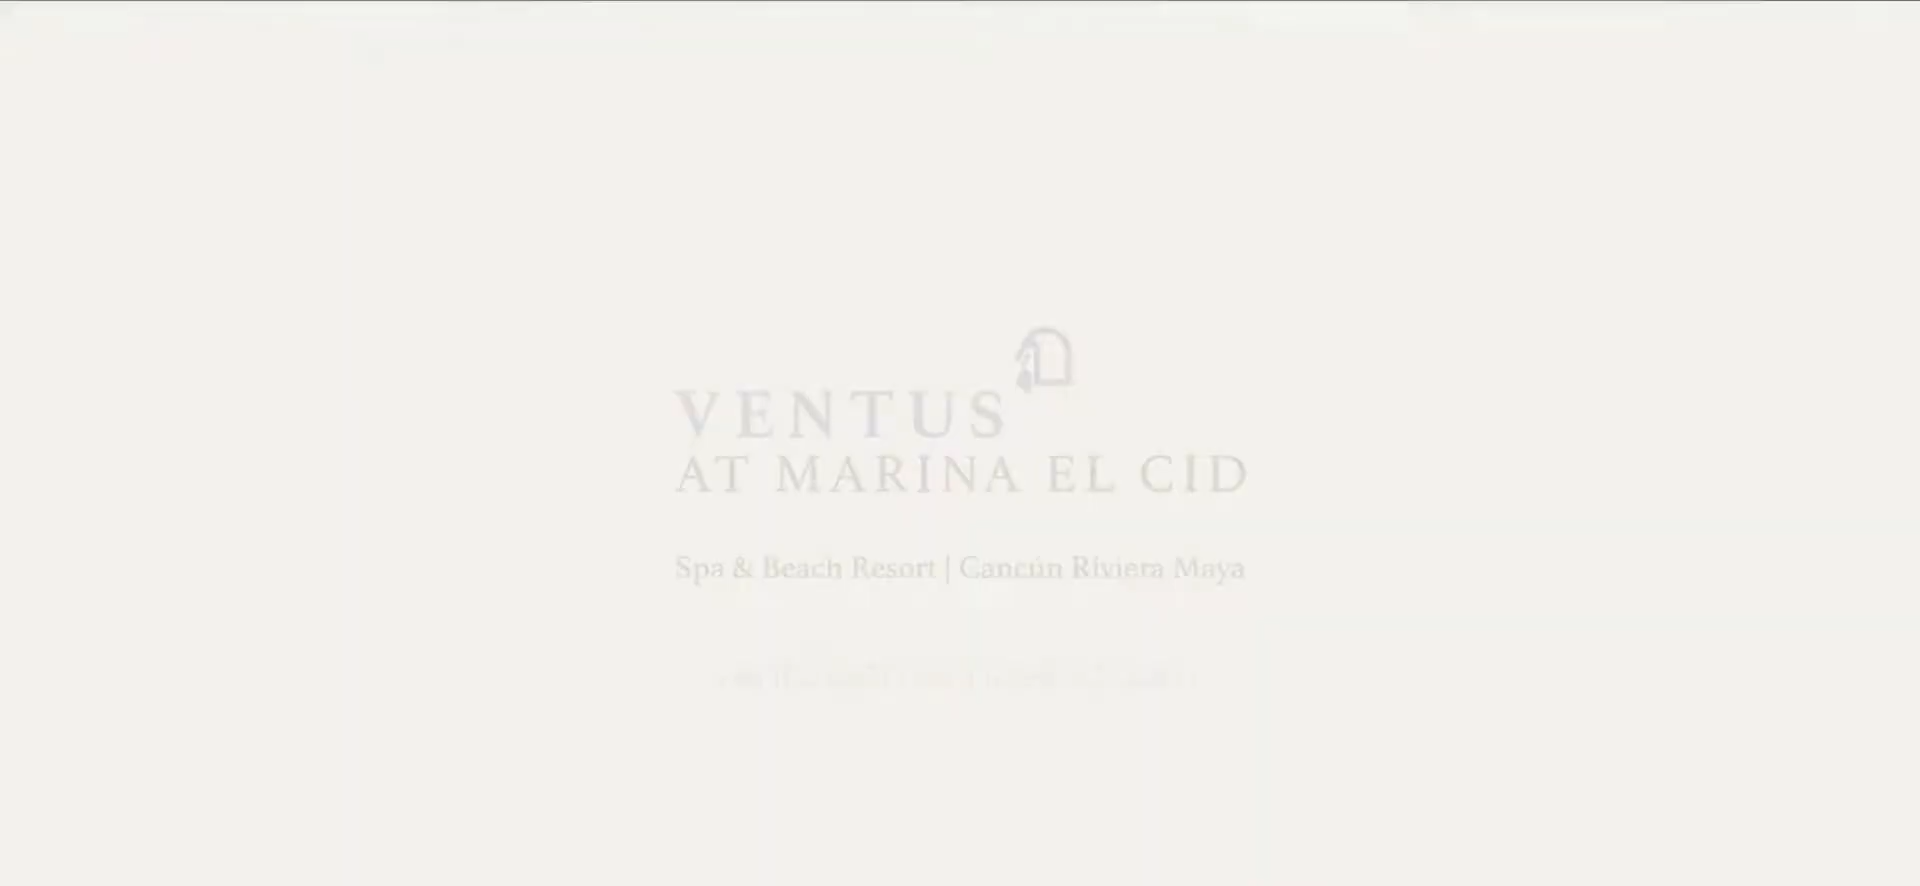 VENTUS
AT MARINA EL CID
Spa & Beach Resort | Cancún Riviera Maya